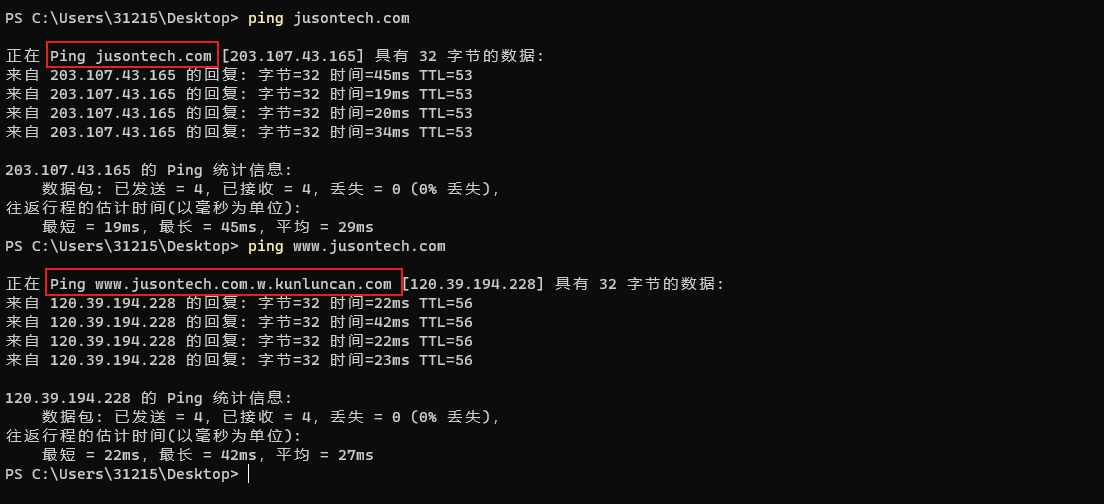 PS C:\Users\31215\Desktop> ping jusontech.com
正在 Ping jusontech.com [203.107.43.165] 具有 32 字节的数据:
来自 203.107.43.165 的回复: 字节=32 时间=45ms TTL=53
来自 203.107.43.165 的回复: 字节=32 时间=19ms TTL=53
来自 203.107.43.165 的回复: 字节=32 时间=20ms TTL=53
来自 203.107.43.165 的回复: 字节=32 时间=34ms TTL=53
203.107.43.165 的 Ping 统计信息:
数据包: 已发送 = 4, 已接收 = 4, 丢失 = 0 (0% 丢失),
往返行程的估计时间(以毫秒为单位):
最短 = 19ms, 最长 = 45ms, 平均 = 29ms
PS C:\Users\31215\Desktop> ping www.jusontech.com
正在 Ping www.jusontech.com.w.kunluncan.com [120.39.194.228] 具有 32 字节的数据:
来自 120.39.194.228 的回复: 字节=32 时间=22ms TTL=56
来自 120.39.194.228 的回复: 字节=32 时间=42ms TTL=56
来自 120.39.194.228 的回复: 字节=32 时间=22ms TTL=56
来自 120.39.194.228 的回复: 字节=32 时间=23ms TTL=56
120.39.194.228 的 Ping 统计信息:
数据包: 已发送 = 4, 已接收 = 4, 丢失 = 0 (0% 丢失),
往返行程的估计时间(以毫秒为单位):
最短 = 22ms, 最长 = 42ms, 平均 = 27ms
PS C:\Users\31215\Desktop>